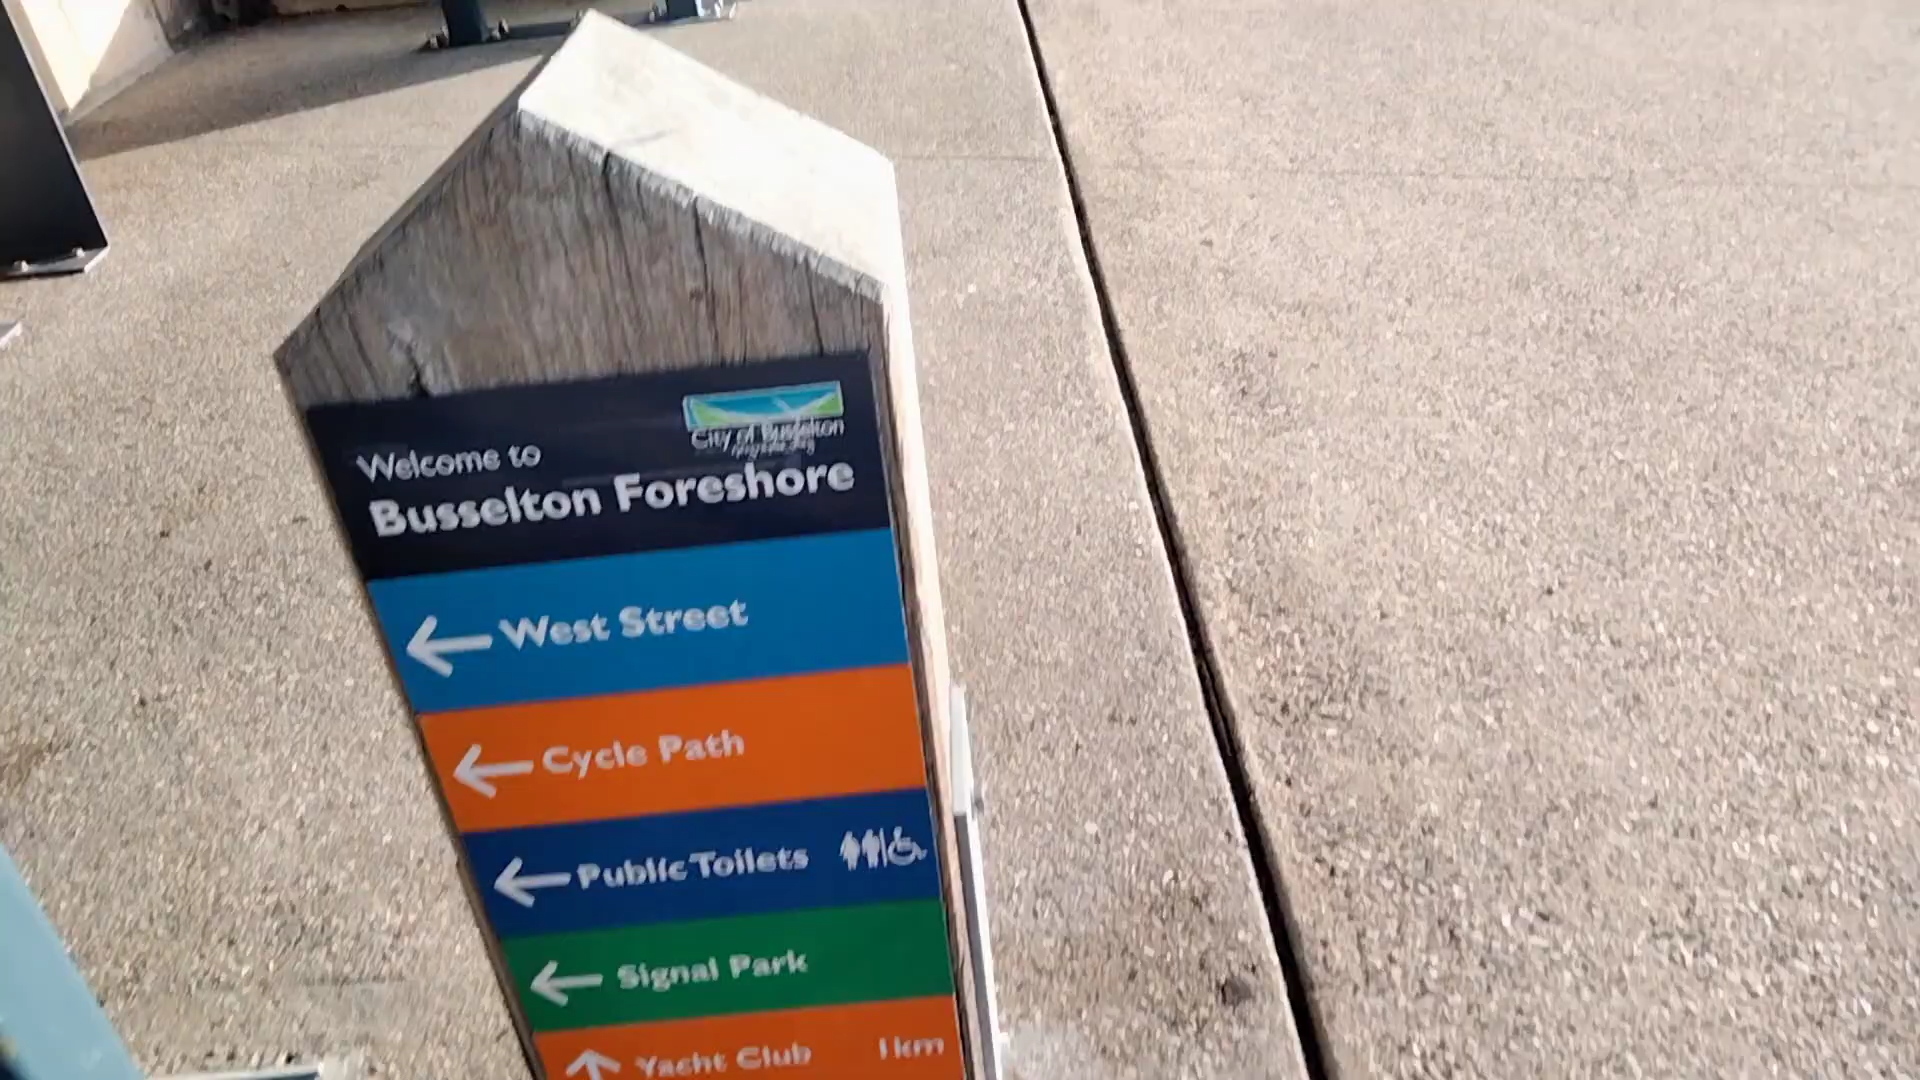 City of Busselton
Welcome to
Busselton Foreshore
West Street
Cycle Path
Public Toilets
Signal Park
Yacht Club 1km